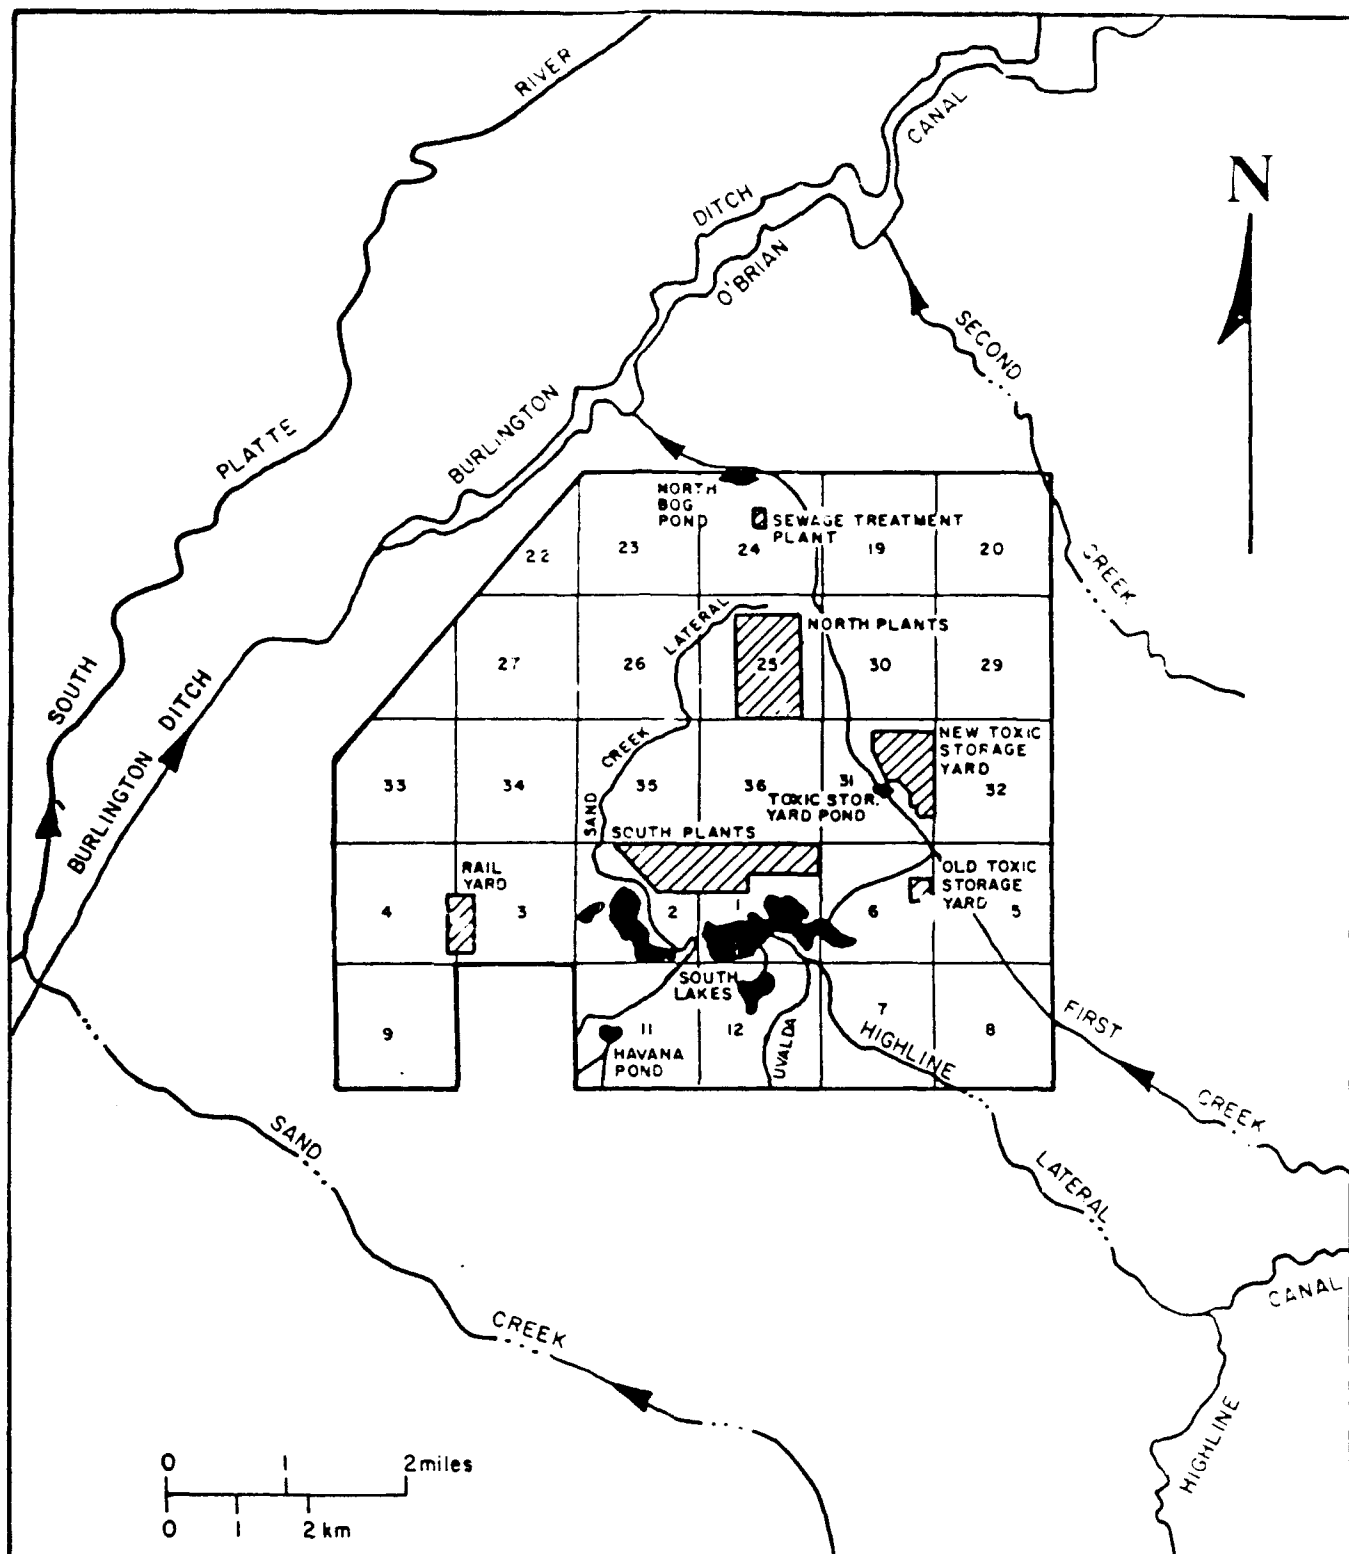 RIVER
CANAL
N
DITCH
O'BRIAN
SECOND
BURLINGTON
PLATTE
NORTH
BOG
POND
SEWAGE TREATMENT
PLANT
22
23
24
19
20
CREEK
LATERAL
NORTH PLANTS
27
26
25
30
29
SOUTH
DITCH
BURLINGTON
CREEK
NEW TOXIC
STORAGE
YARD
33
34
35
36
31
32
TOXIC STOR.
YARD POND
SAND
SOUTH PLANTS
RAIL
YARD
OLD TOXIC
STORAGE
YARD
4
3
2
1
6
5
SOUTH
LAKES
9
11
12
7
8
HAVANA
POND
UVALDA
HIGHLINE
FIRST
CREEK
SAND
LATERAL
CANAL
CREEK
HIGHLINE
0 1 2 miles
0 1 2 km